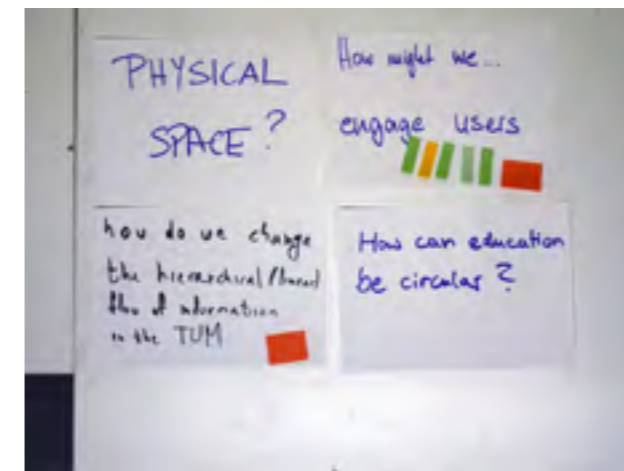 PHYSICAL
SPACE?
How might we...
engage users
how do we change
the hierarchical/linear
flow of information
in the TUM
How can education
be circular?